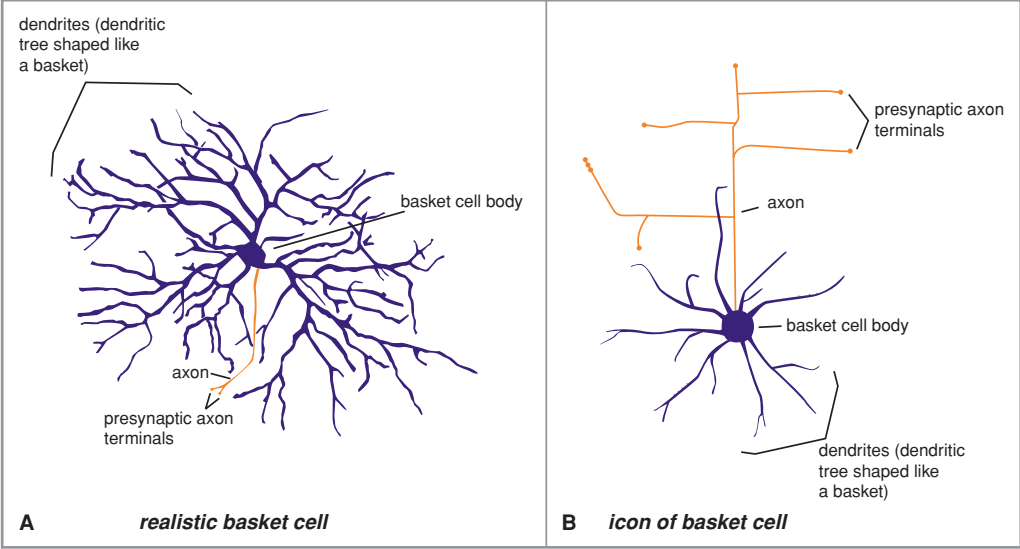 dendrites (dendritic
tree shaped like
a basket)
basket cell body
axon
presynaptic axon
terminals
A
realistic basket cell
presynaptic axon
terminals
axon
basket cell body
dendrites (dendritic
tree shaped like
a basket)
B
icon of basket cell